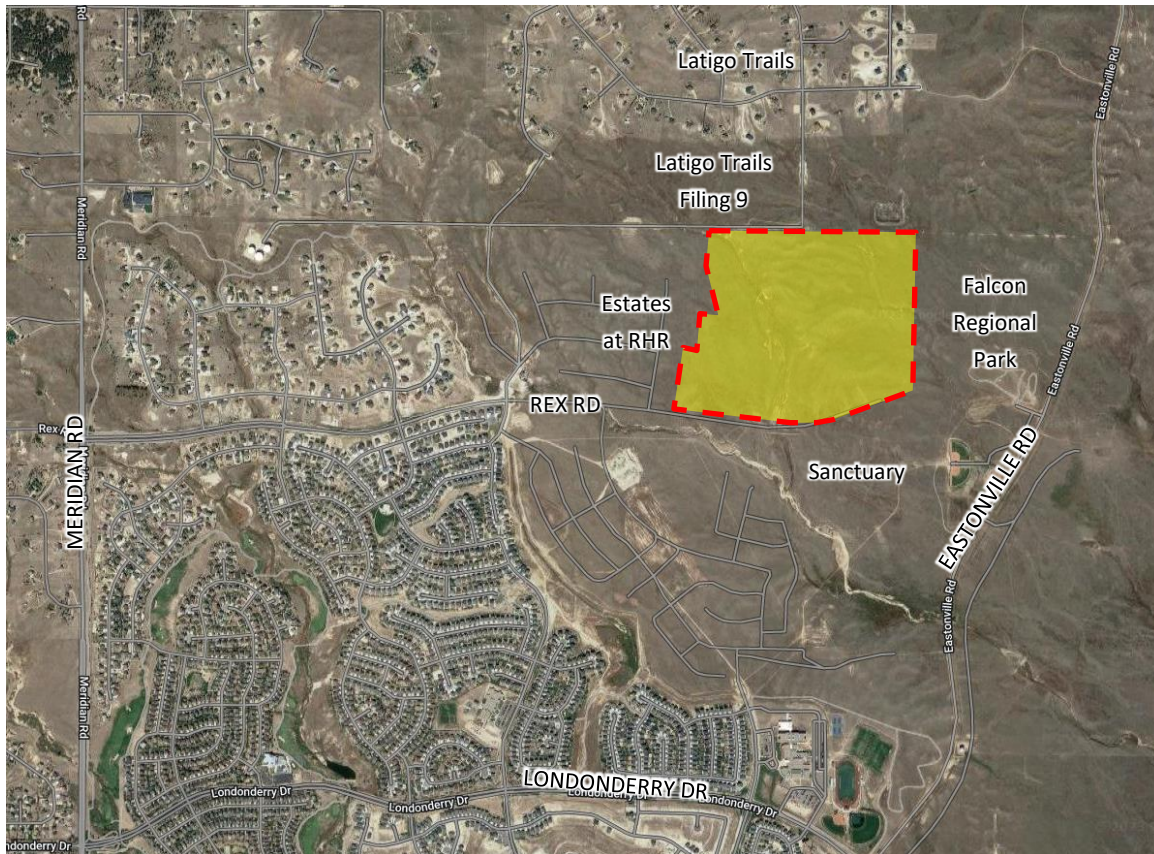 Rd
Latigo Trails
Eastonville Rd
Latigo Trails
Filing 9
Meridian Rd
Falcon
Regional
Park
Estates
at RHR
Eastonville Rd
REX RD
MERIDIAN RD
Rex
Sanctuary
EASTONVILLE RD
Eastonville Rd
Meridian Rd
LONDONDERRY DR
Londonderry Dr
Londonderry Dr
Londonderry Dr
Londonderry Dr
ndonderry Dr